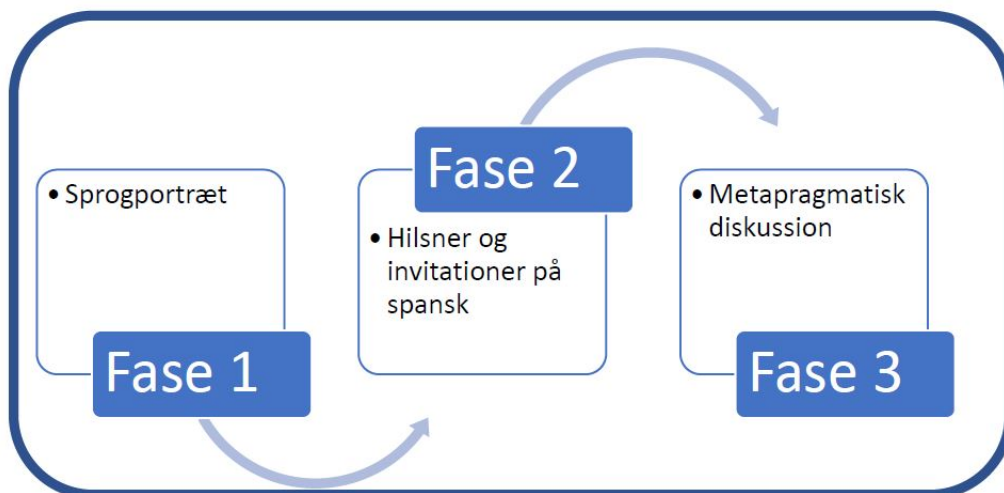 • Sprogportræt
Fase 1
Fase 2
• Hilsner og
invitationer på
spansk
• Metapragmatisk
diskussion
Fase 3